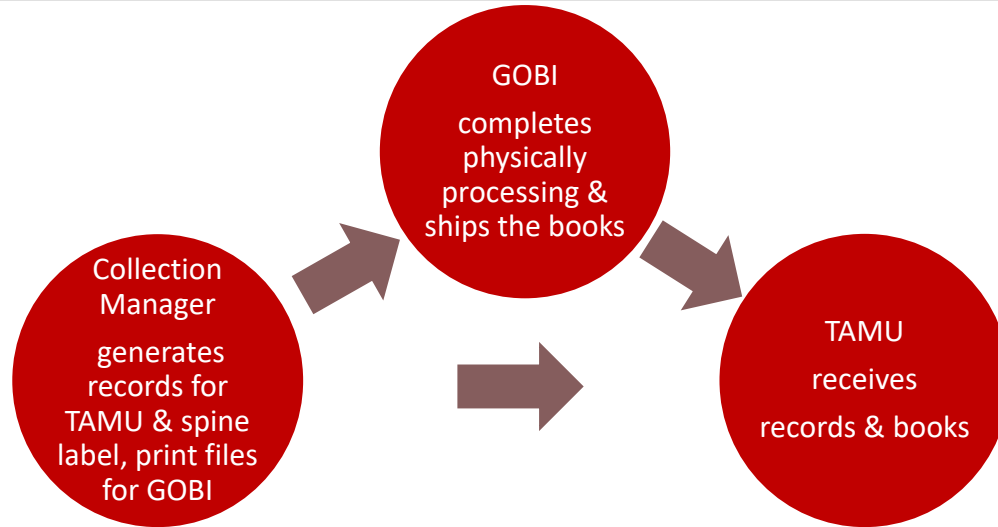 GOBI
completes
physically
processing &
ships the books
Collection
Manager
generates
records for
TAMU & spine
label, print files
for GOBI
TAMU
receives
records & books